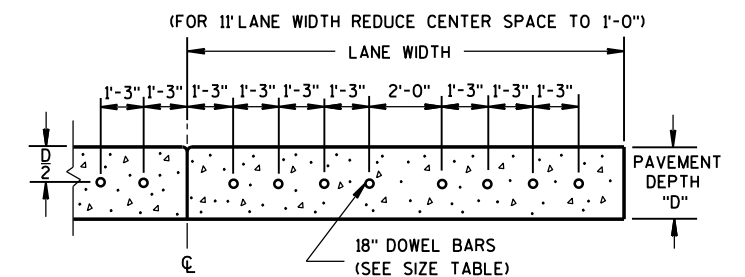 (FOR 11' LANE WIDTH REDUCE CENTER SPACE TO 1'-0")
LANE WIDTH
1'-3" 1'-3" 1'-3" 1'-3" 1'-3" 1'-3" 2'-0" 1'-3" 1'-3" 1'-3"
D
2
PAVEMENT
DEPTH
"D"
18" DOWEL BARS
(SEE SIZE TABLE)
℄